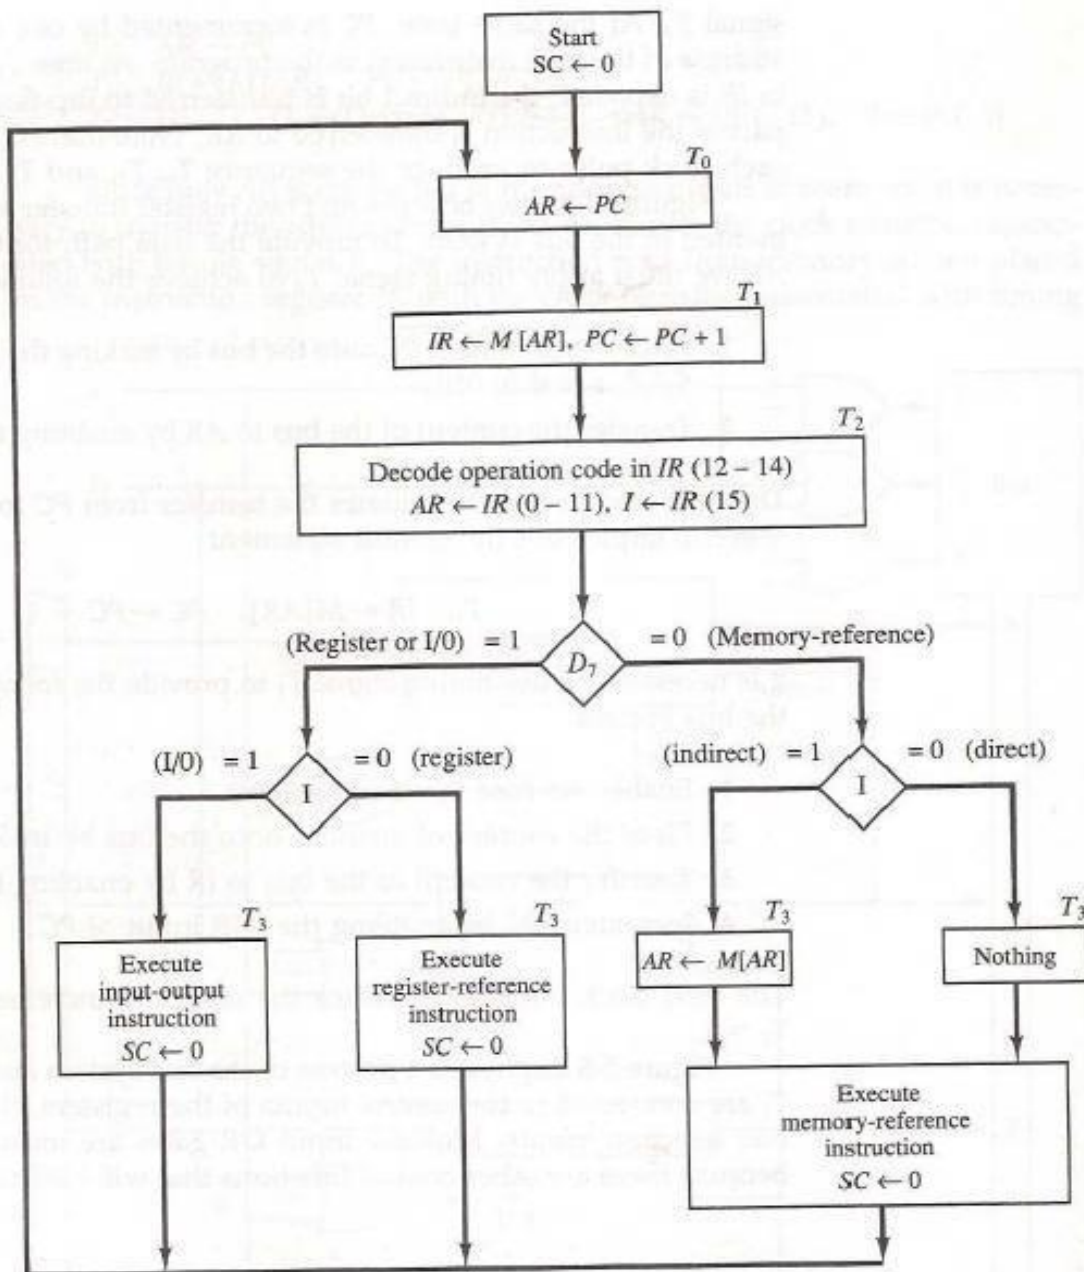 Start
SC ← 0
T₀
AR ← PC
T₁
IR ← M [AR], PC ← PC + 1
T₂
Decode operation code in IR (12 – 14)
AR ← IR (0 – 11), I ← IR (15)
(Register or I/0) = 1
D₇
= 0 (Memory-reference)
(I/0) = 1
I
= 0 (register)
(indirect) = 1
I
= 0 (direct)
T₃
Execute
input-output
instruction
SC ← 0
T₃
Execute
register-reference
instruction
SC ← 0
T₃
AR ← M[AR]
T₃
Nothing
Execute
memory-reference
instruction
SC ← 0